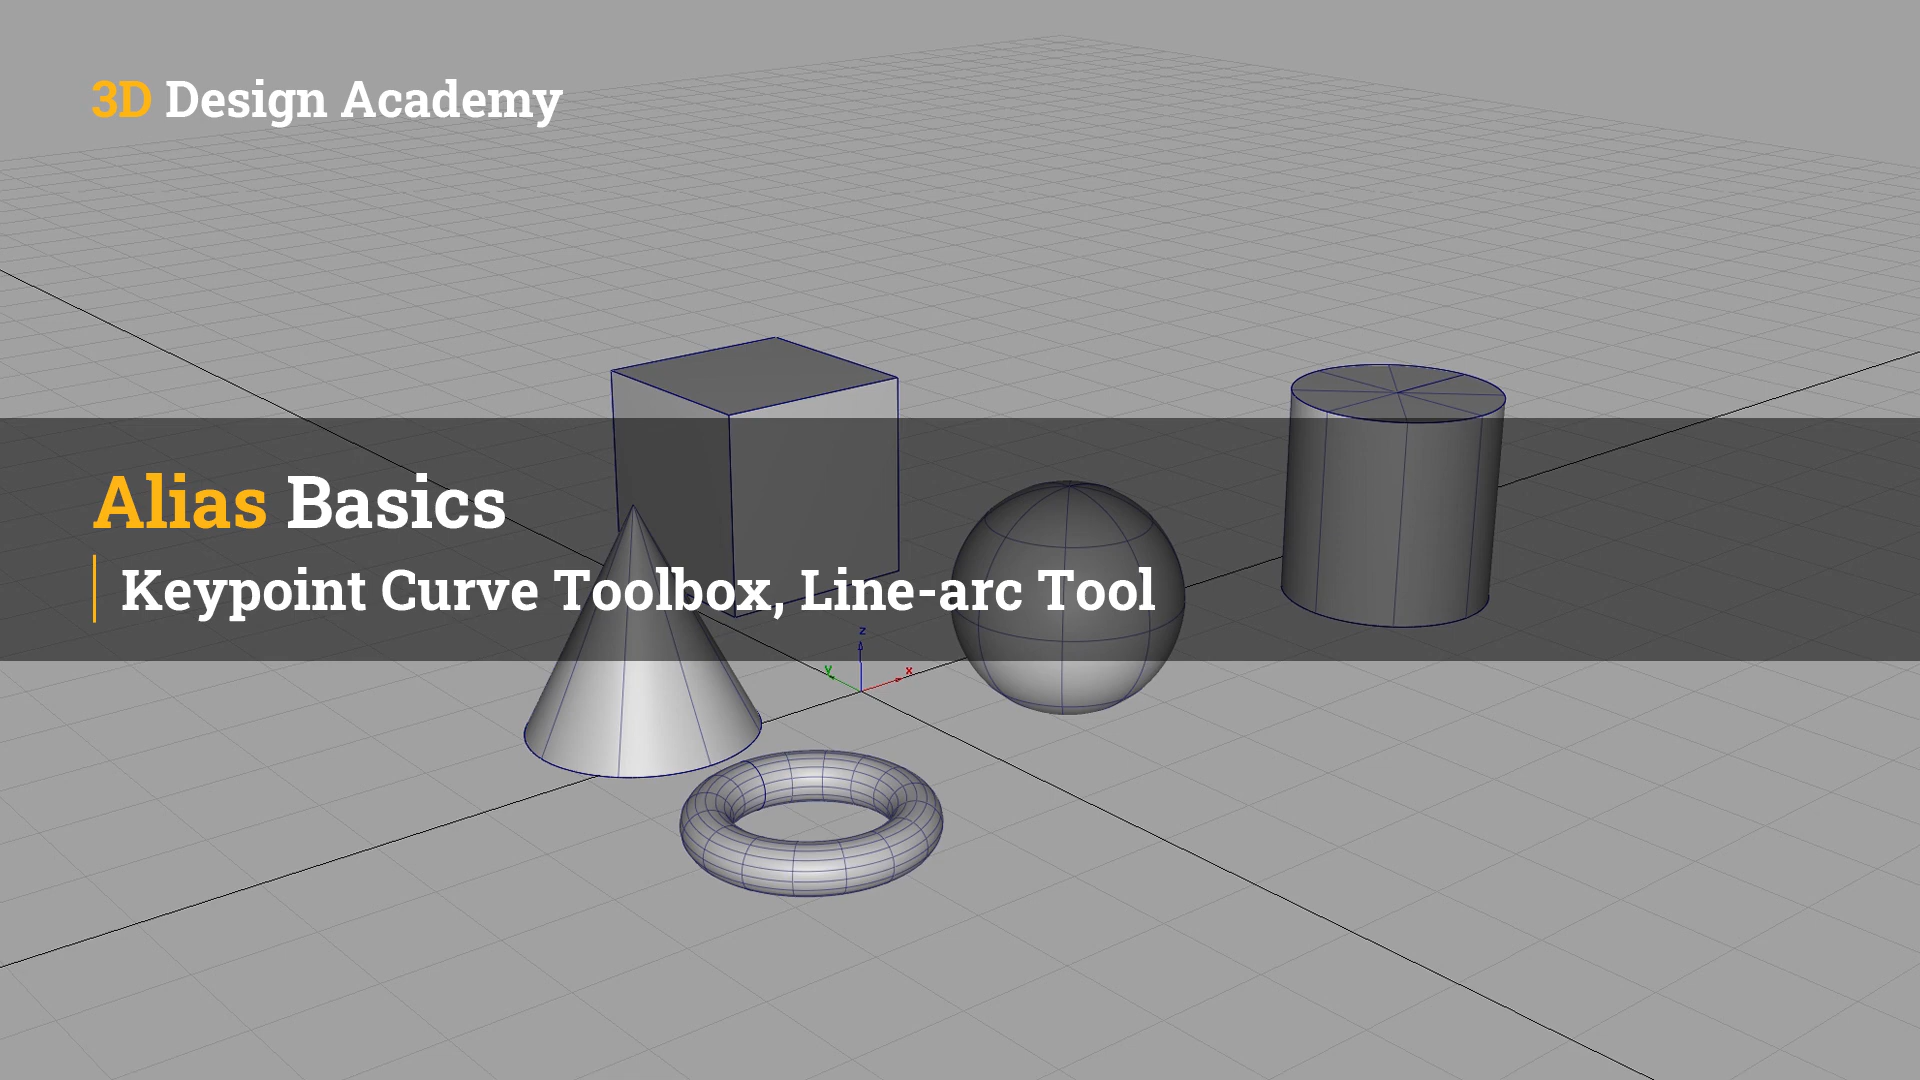 3D Design Academy
Alias Basics
Keypoint Curve Toolbox, Line-arc Tool
z
y
x